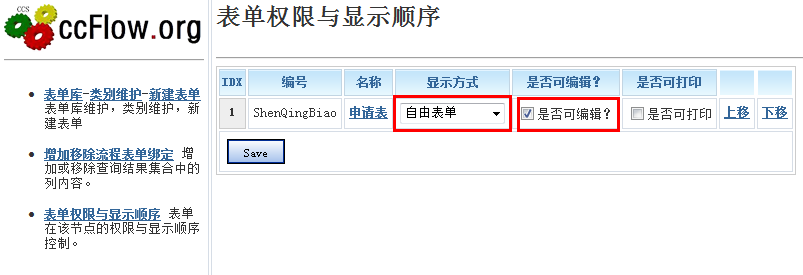 CCS
ccFlow.org
表单库-类别维护-新建表单
表单库维护，类别维护，新
建表单
增加移除流程表单绑定 增
加或移除查询结果集合中的
列内容。
表单权限与显示顺序 表单
在该节点的权限与显示顺序
控制。
表单权限与显示顺序
IDX 编号 名称 显示方式 是否可编辑? 是否可打印
1 ShenQingBiao 申请表 自由表单 是否可编辑? 是否可打印 上移 下移
Save